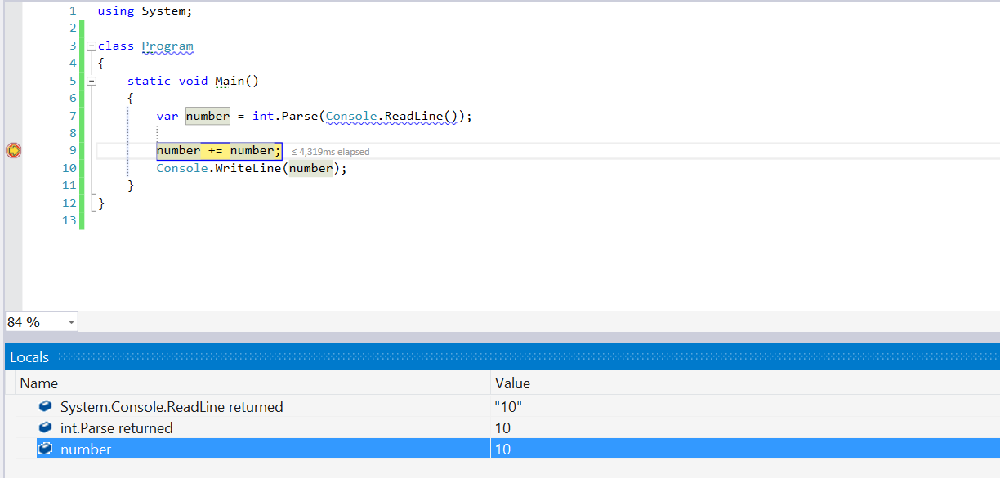 1 using System;
2
3 class Program
4 {
5 static void Main()
6 {
7 var number = int.Parse(Console.ReadLine());
8
9 number += number; ≤ 4,319ms elapsed
10 Console.WriteLine(number);
11 }
12 }
13
84 %
Locals
Name Value
System.Console.ReadLine returned "10"
int.Parse returned 10
number 10